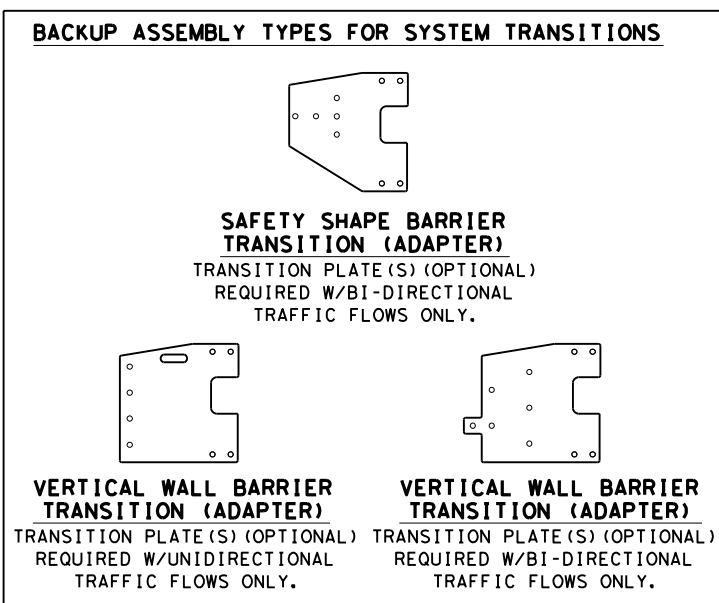 BACKUP ASSEMBLY TYPES FOR SYSTEM TRANSITIONS
SAFETY SHAPE BARRIER
TRANSITION (ADAPTER)
TRANSITION PLATE(S)(OPTIONAL)
REQUIRED W/BI-DIRECTIONAL
TRAFFIC FLOWS ONLY.
VERTICAL WALL BARRIER
TRANSITION (ADAPTER)
TRANSITION PLATE(S)(OPTIONAL)
REQUIRED W/UNIDIRECTIONAL
TRAFFIC FLOWS ONLY.
VERTICAL WALL BARRIER
TRANSITION (ADAPTER)
TRANSITION PLATE(S)(OPTIONAL)
REQUIRED W/BI-DIRECTIONAL
TRAFFIC FLOWS ONLY.